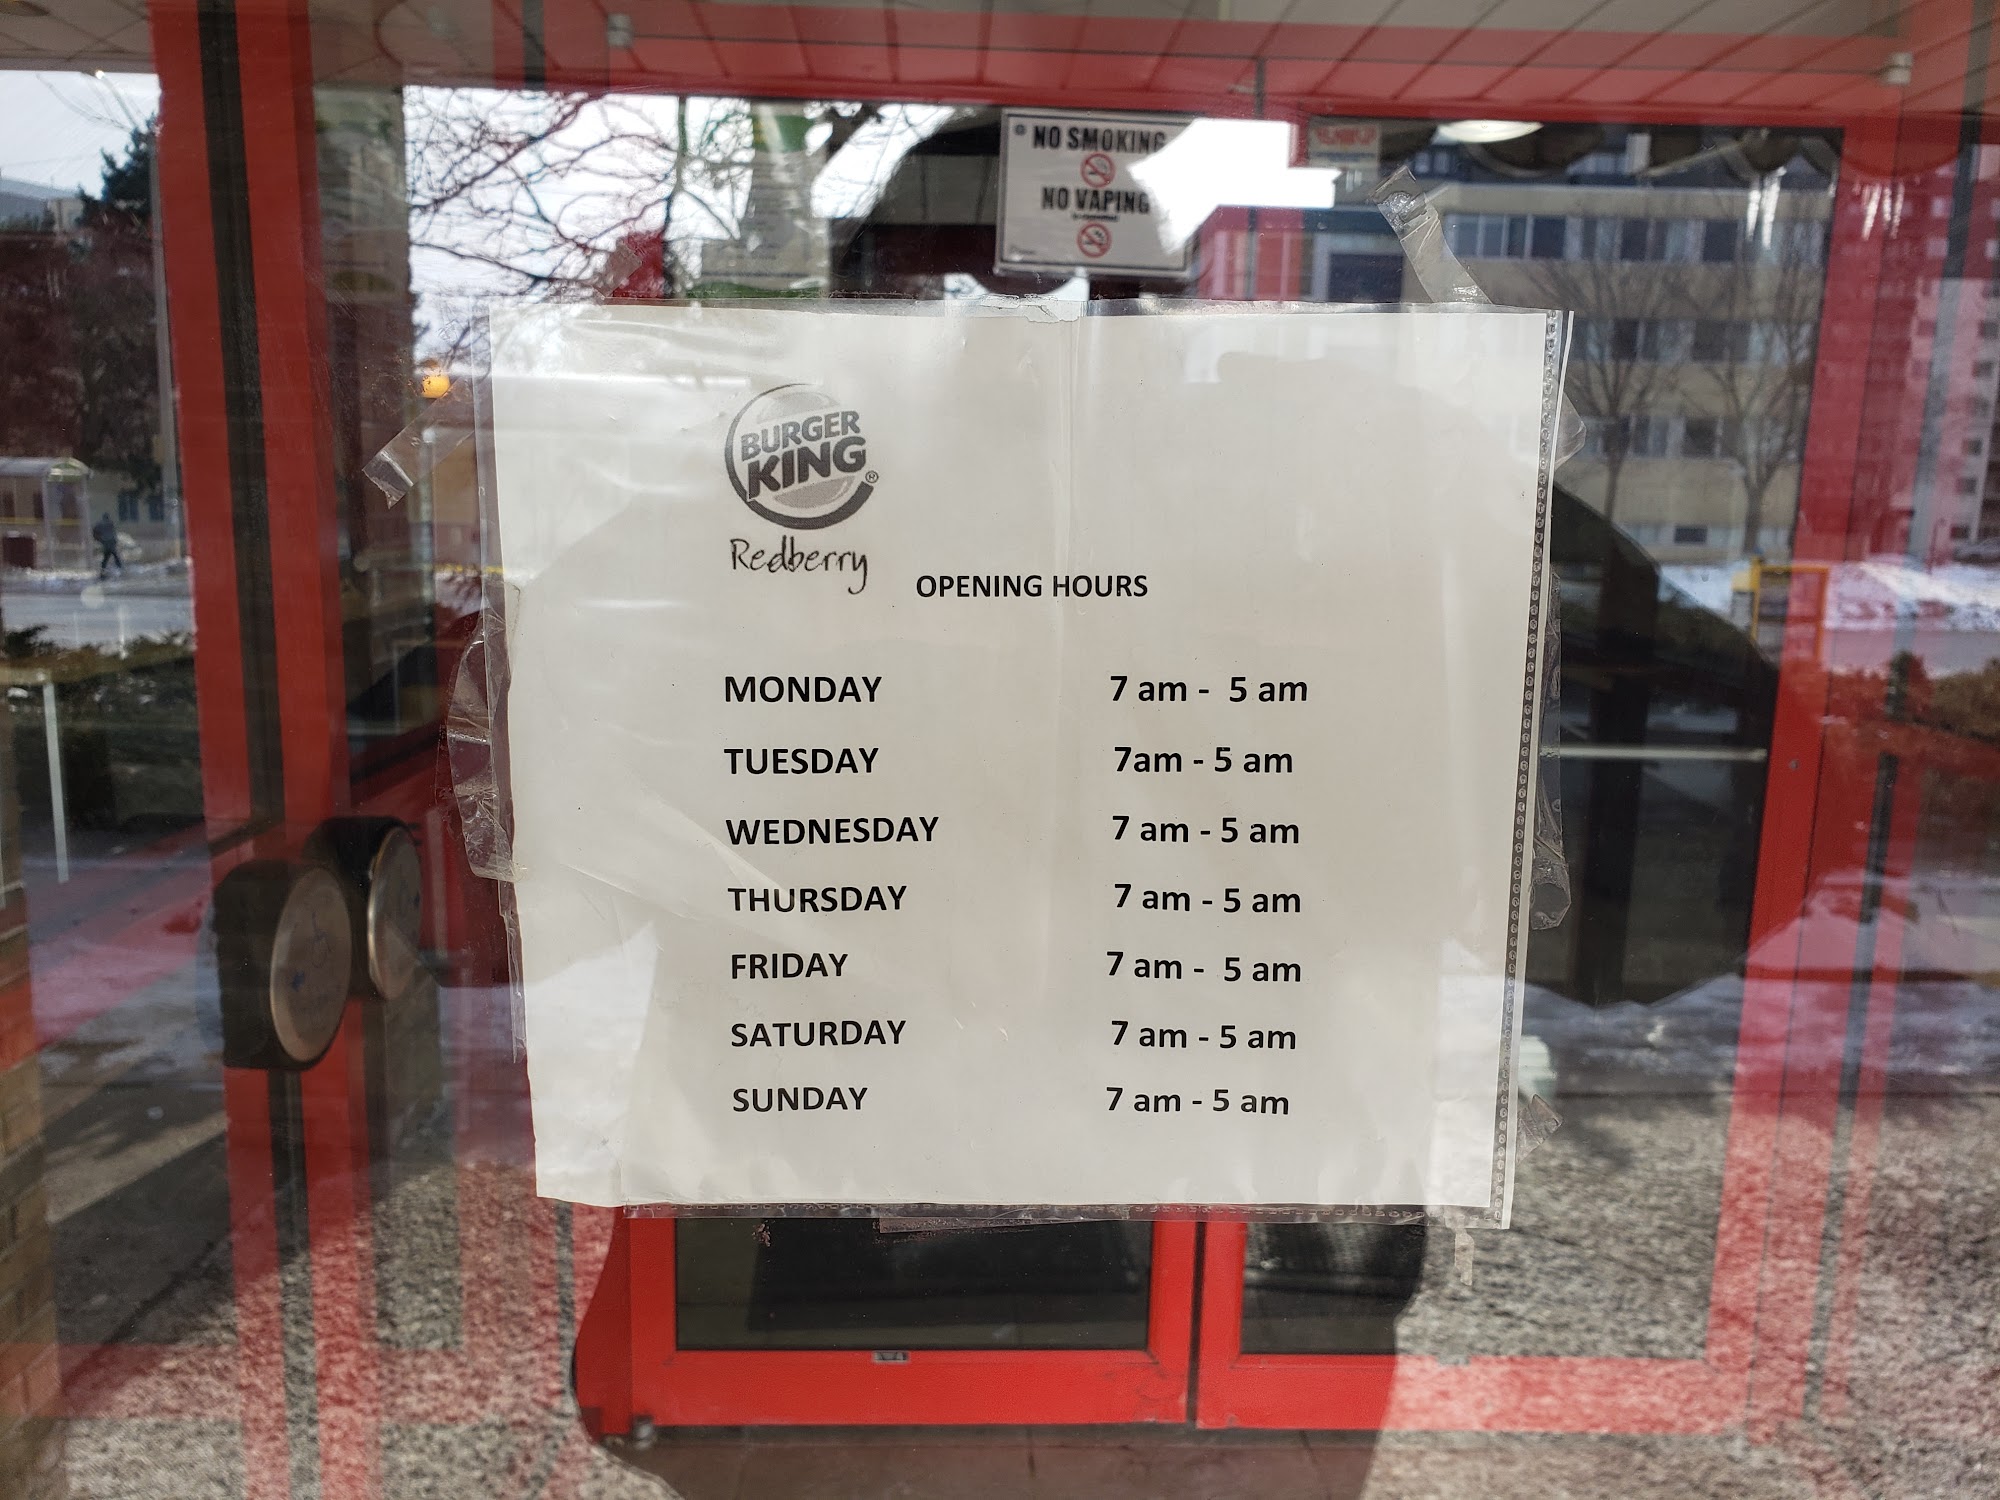 NO SMOKING
NO VAPING
BURGER
KING®
Redberry
OPENING HOURS
MONDAY 7 am - 5 am
TUESDAY 7am - 5 am
WEDNESDAY 7 am - 5 am
THURSDAY 7 am - 5 am
FRIDAY 7 am - 5 am
SATURDAY 7 am - 5 am
SUNDAY 7 am - 5 am